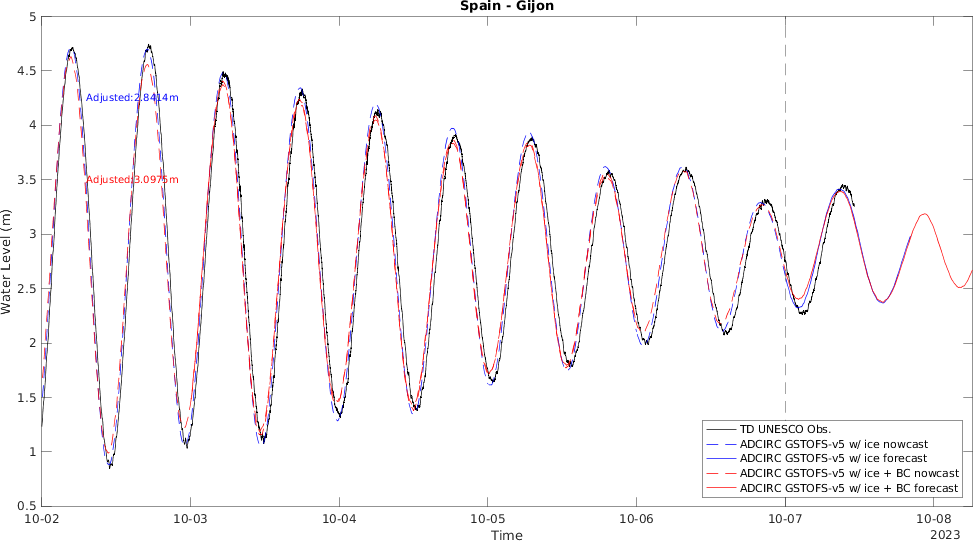 Spain - Gijon
5
4.5
4
3.5
3
2.5
2
1.5
1
0.5
Water Level (m)
Adjusted:2.8414m
Adjusted:3.0975m
TD UNESCO Obs.
ADCIRC GSTOFS-v5 w/ ice nowcast
ADCIRC GSTOFS-v5 w/ ice forecast
ADCIRC GSTOFS-v5 w/ ice + BC nowcast
ADCIRC GSTOFS-v5 w/ ice + BC forecast
10-02 10-03 10-04 10-05 10-06 10-07 10-08
Time
2023